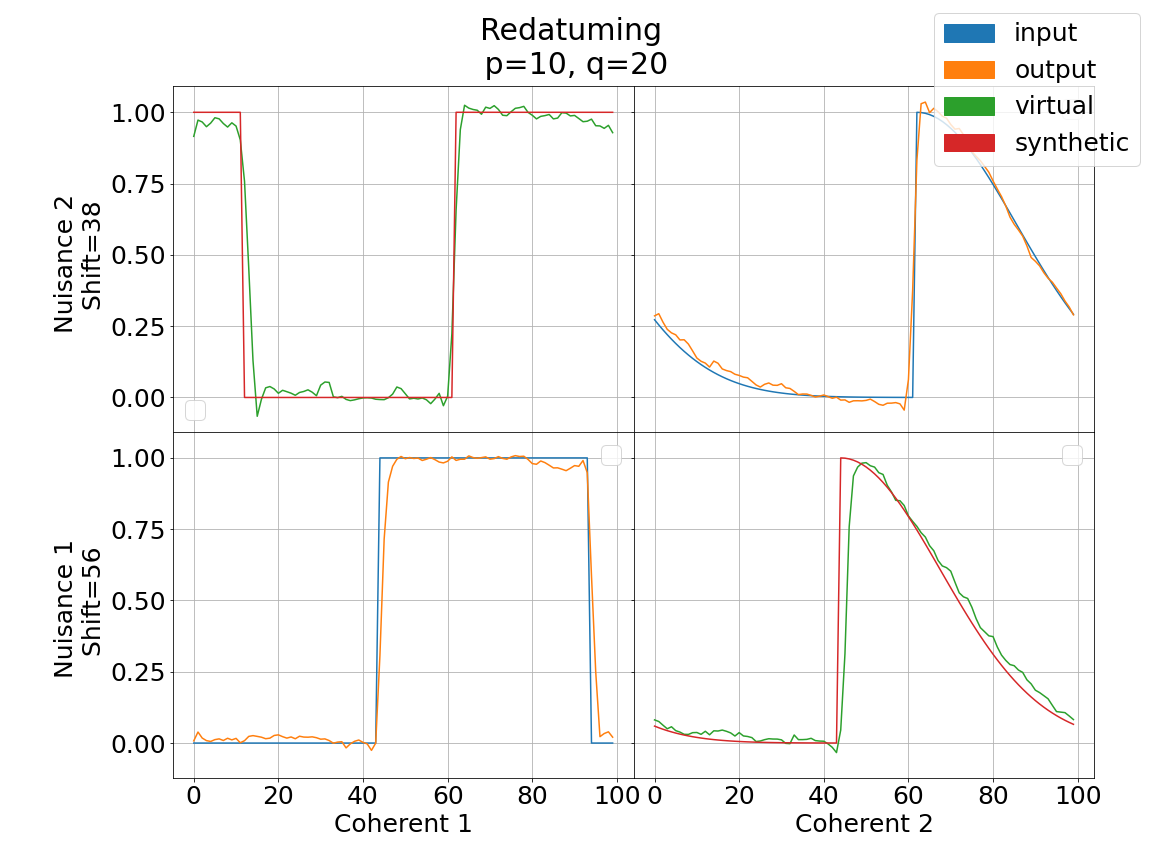 Redatuming
p=10, q=20
input
output
virtual
synthetic
Nuisance 2
Shift=38
1.00
0.75
0.50
0.25
0.00
Nuisance 1
Shift=56
1.00
0.75
0.50
0.25
0.00
0 20 40 60 80 100
0 20 40 60 80 100
Coherent 1
Coherent 2